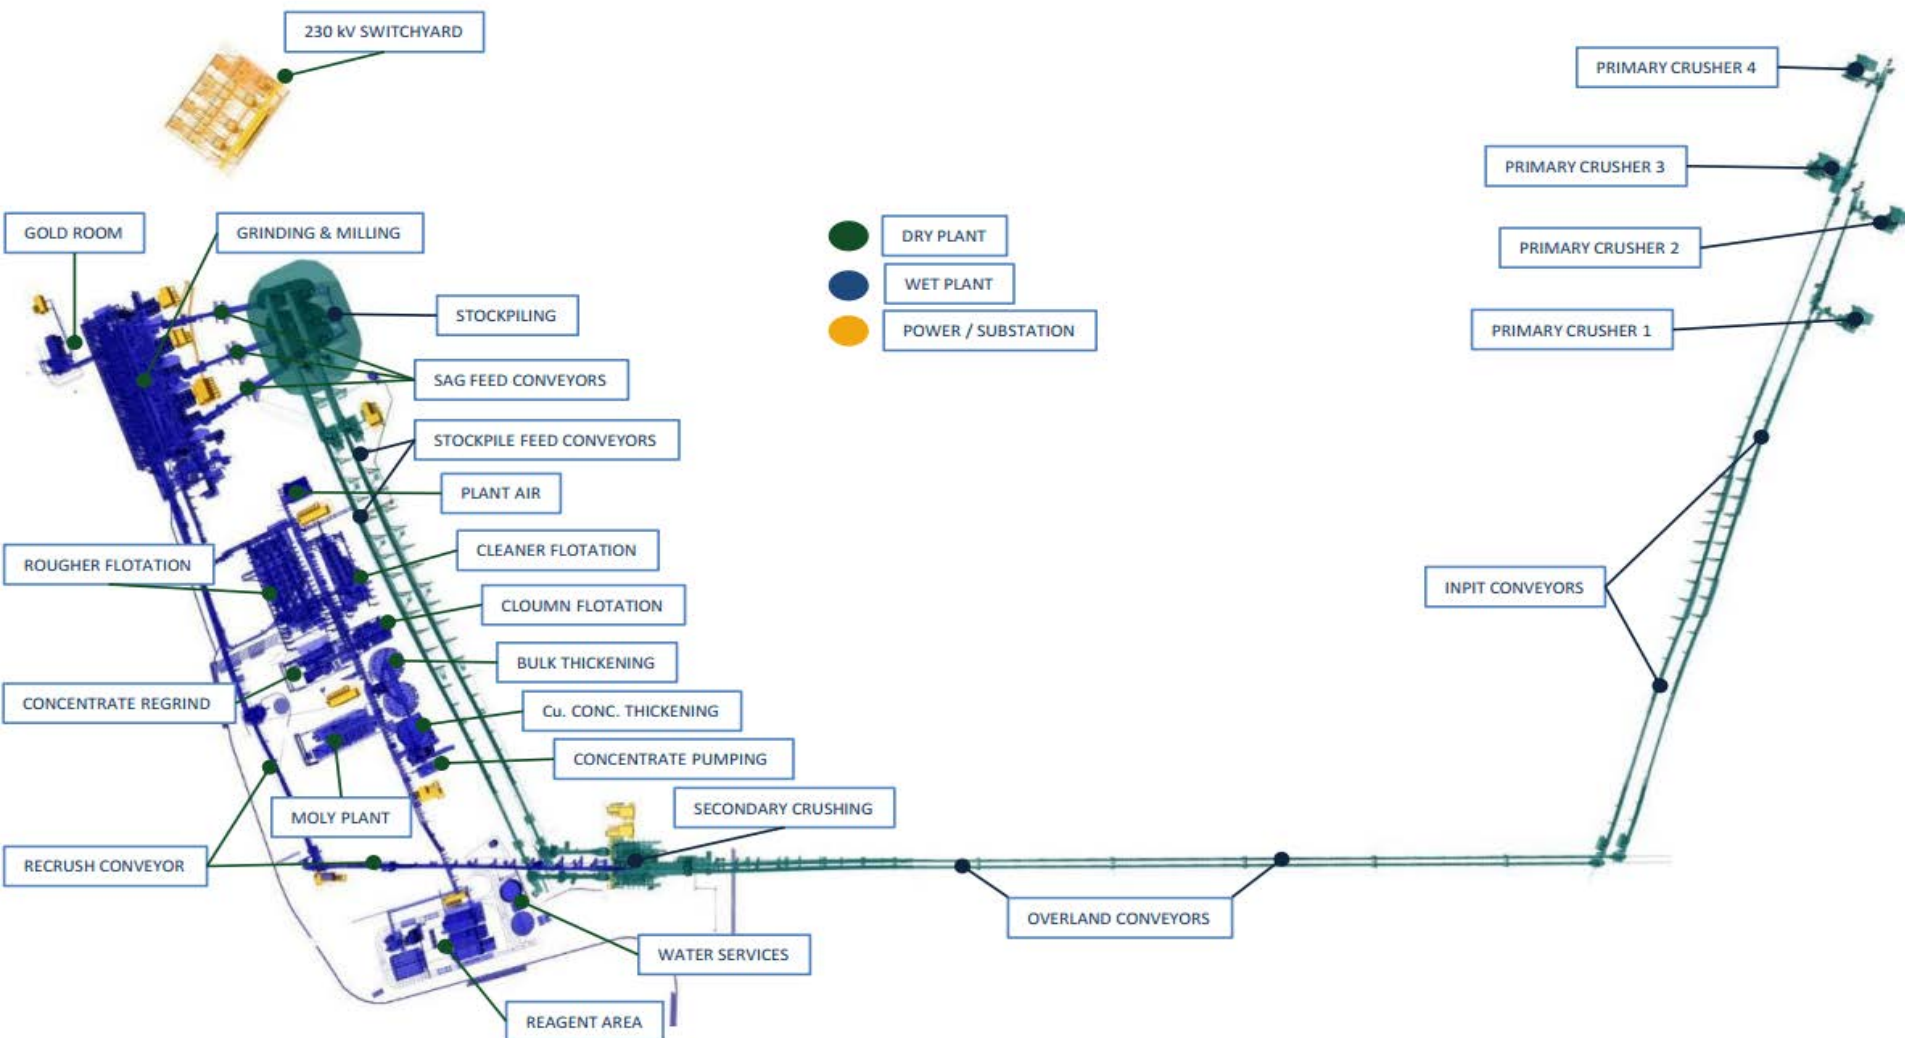 230 kV SWITCHYARD
PRIMARY CRUSHER 4
PRIMARY CRUSHER 3
GOLD ROOM
GRINDING & MILLING
DRY PLANT
PRIMARY CRUSHER 2
WET PLANT
STOCKPILING
POWER / SUBSTATION
PRIMARY CRUSHER 1
SAG FEED CONVEYORS
STOCKPILE FEED CONVEYORS
PLANT AIR
CLEANER FLOTATION
ROUGHER FLOTATION
INPIT CONVEYORS
CLOUMN FLOTATION
BULK THICKENING
CONCENTRATE REGRIND
Cu. CONC. THICKENING
CONCENTRATE PUMPING
SECONDARY CRUSHING
MOLY PLANT
RECRUSH CONVEYOR
OVERLAND CONVEYORS
WATER SERVICES
REAGENT AREA